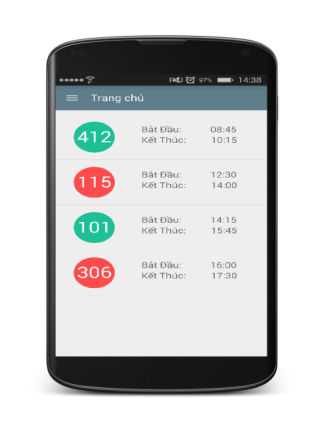 97% 14:38
Trang chủ
412 Bắt Đầu: 08:45
Kết Thúc: 10:15
115 Bắt Đầu: 12:30
Kết Thúc: 14:00
101 Bắt Đầu: 14:15
Kết Thúc: 15:45
306 Bắt Đầu: 16:00
Kết Thúc: 17:30